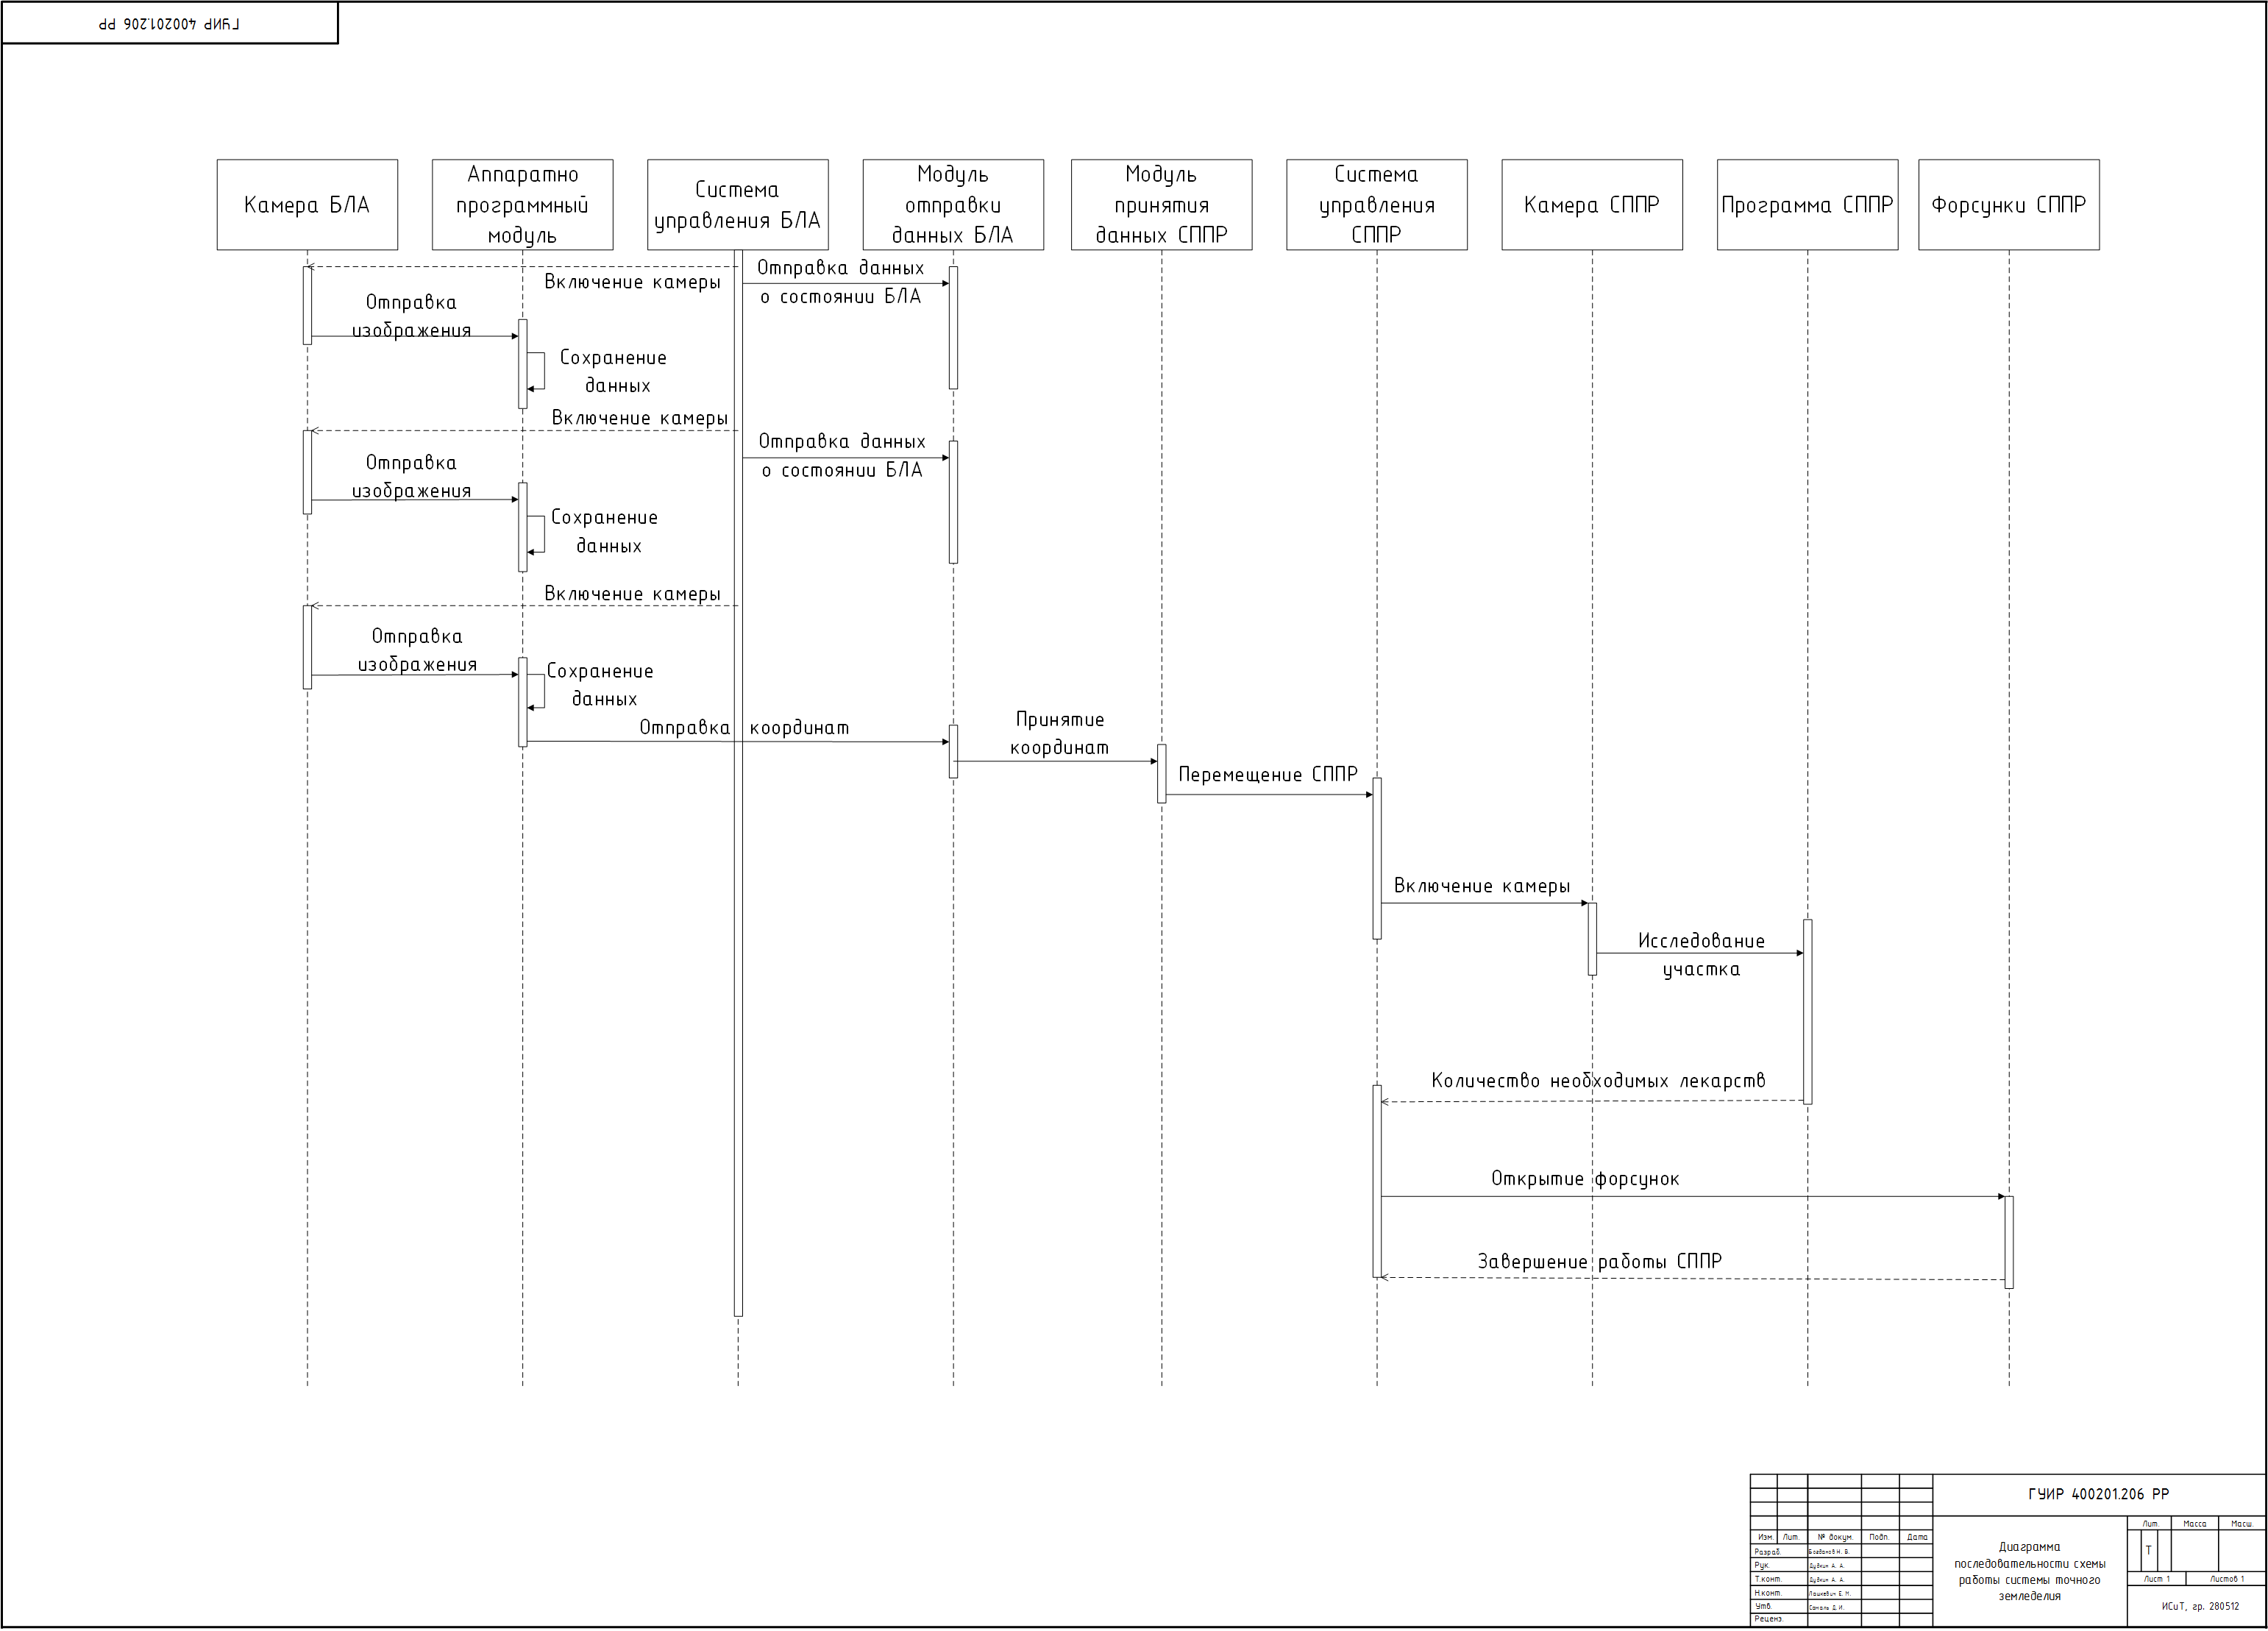 ГУИР 400201.206 РР
Камера БЛА
Аппаратно
программный
модуль
Система
управления БЛА
Модуль
отправки
данных БЛА
Модуль
принятия
данных СППР
Система
управления
СППР
Камера СППР
Программа СППР
Форсунки СППР
Включение камеры
Отправка данных
о состоянии БЛА
Отправка
изображения
Сохранение
данных
Включение камеры
Отправка данных
о состоянии БЛА
Отправка
изображения
Сохранение
данных
Включение камеры
Отправка
изображения
Сохранение
данных
Отправка координат
Принятие
координат
Перемещение СППР
Включение камеры
Исследование
участка
Количество необходимых лекарств
Открытие форсунок
Завершение работы СППР
ГУИР 400201.206 РР
Изм. Лит. № докум. Подп. Дата
Разраб. Богданов Н. В.
Рук. Дудкин А. А.
Т.конт. Дудкин А. А.
Н.конт. Лашкевич Е. М.
Утв. Самаль Д. И.
Реценз.
Диаграмма
последовательности схемы
работы системы точного
земледелия
Лит. Масса Масш.
Т
Лист 1 Листов 1
ИСиТ, гр. 280512